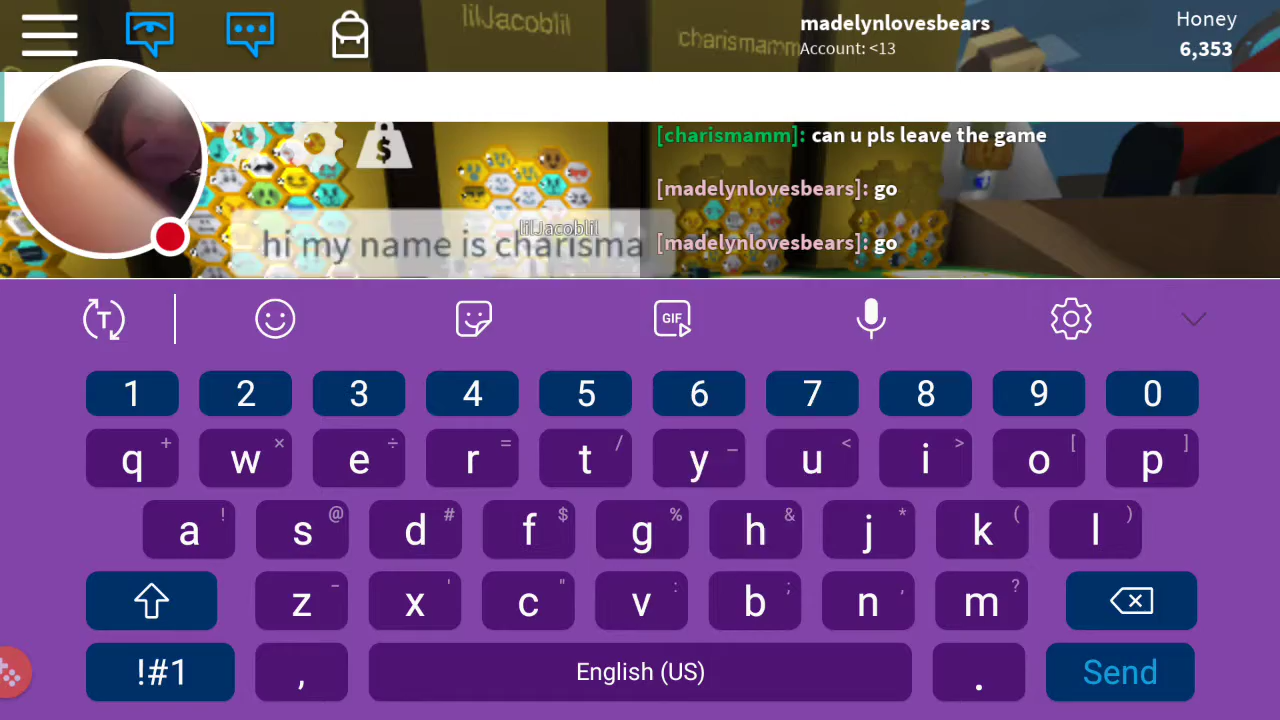 lilJacoblil
charismamm
madelynlovesbears
Account: <13
Honey
6,353
$
[charismamm]: can u pls leave the game
[madelynlovesbears]: go
lilJacoblil
hi my name is charisma
[madelynlovesbears]: go
T
GIF
1 2 3 4 5 6 7 8 9 0
q + w × e ÷ r = t / y _ u < i > o [ p ]
a ! s @ d # f $ g % h & j * k ( l )
z - x ' c " v : b ; n , m ?
!#1 , English (US) . Send